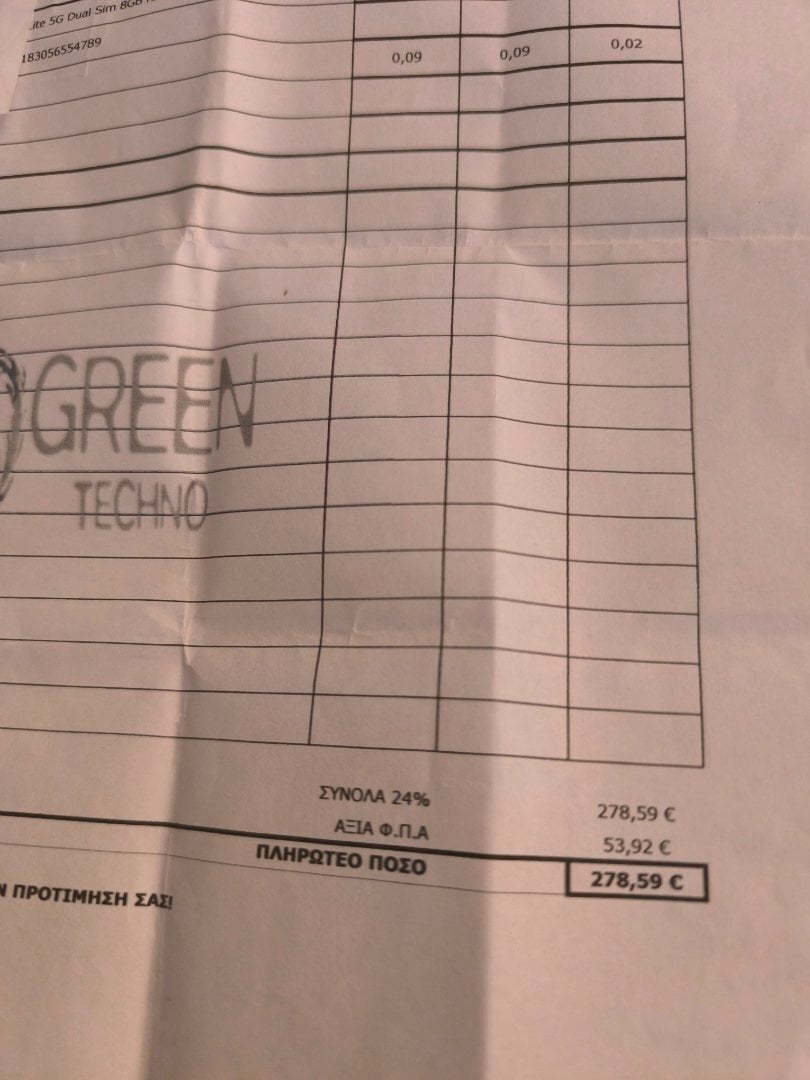 Lite 5G Dual Sim 8GB
183056554789
0,09 0,09 0,02
GREEN
TECHNO
ΣΥΝΟΛΑ 24% 278,59 €
ΑΞΙΑ Φ.Π.Α 53,92 €
ΠΛΗΡΩΤΕΟ ΠΟΣΟ 278,59 €
Ν ΠΡΟΤΙΜΗΣΗ ΣΑΣ!